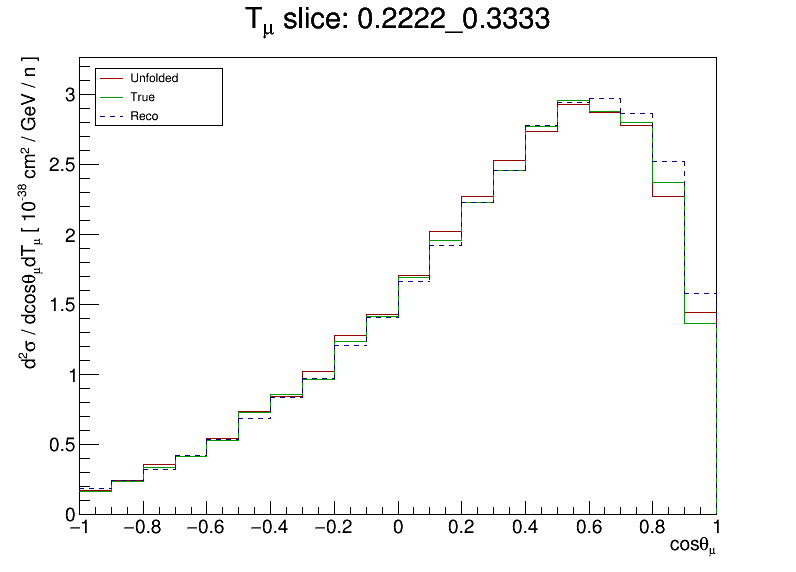 Tμ slice: 0.2222_0.3333
d²σ / dcosθμdTμ [ 10⁻³⁸ cm² / GeV / n ]
Unfolded
True
Reco
3
2.5
2
1.5
1
0.5
0
−1 −0.8 −0.6 −0.4 −0.2 0 0.2 0.4 0.6 0.8 1
cosθμ